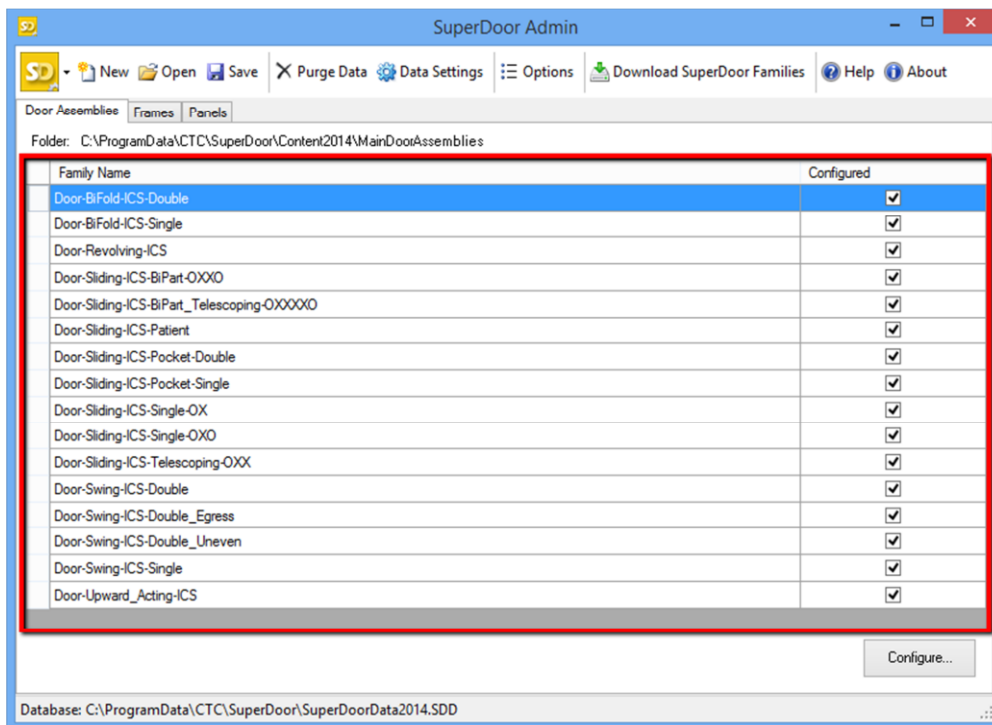 SD SuperDoor Admin
SD New Open Save Purge Data Data Settings Options Download SuperDoor Families Help About
Door Assemblies Frames Panels
Folder: C:\ProgramData\CTC\SuperDoor\Content2014\MainDoorAssemblies
Family Name Configured
Door-BiFold-ICS-Double
Door-BiFold-ICS-Single
Door-Revolving-ICS
Door-Sliding-ICS-BiPart-OXXO
Door-Sliding-ICS-BiPart_Telescoping-OXXXXO
Door-Sliding-ICS-Patient
Door-Sliding-ICS-Pocket-Double
Door-Sliding-ICS-Pocket-Single
Door-Sliding-ICS-Single-OX
Door-Sliding-ICS-Single-OXO
Door-Sliding-ICS-Telescoping-OXX
Door-Swing-ICS-Double
Door-Swing-ICS-Double_Egress
Door-Swing-ICS-Double_Uneven
Door-Swing-ICS-Single
Door-Upward_Acting-ICS
Configure...
Database: C:\ProgramData\CTC\SuperDoor\SuperDoorData2014.SDD